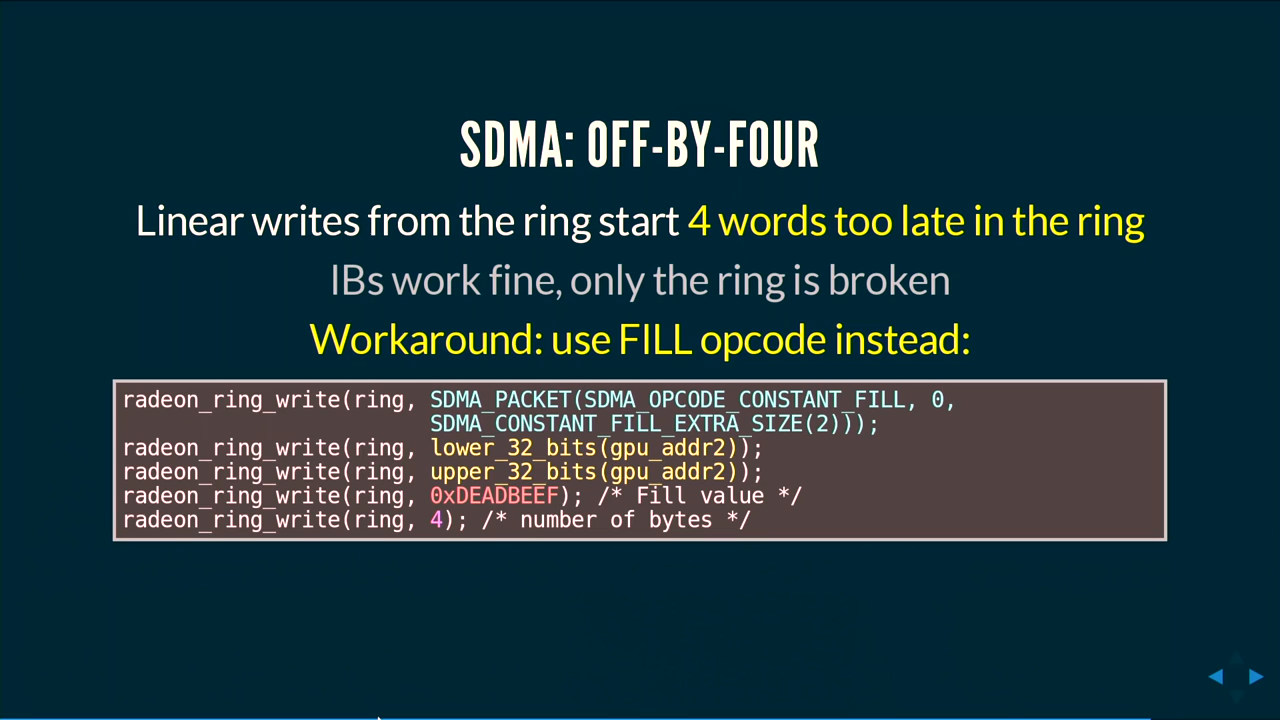 SDMA: OFF-BY-FOUR
Linear writes from the ring start 4 words too late in the ring
IBs work fine, only the ring is broken
Workaround: use FILL opcode instead:
radeon_ring_write(ring, SDMA_PACKET(SDMA_OPCODE_CONSTANT_FILL, 0,
SDMA_CONSTANT_FILL_EXTRA_SIZE(2)));
radeon_ring_write(ring, lower_32_bits(gpu_addr2));
radeon_ring_write(ring, upper_32_bits(gpu_addr2));
radeon_ring_write(ring, 0xDEADBEEF); /* Fill value */
radeon_ring_write(ring, 4); /* number of bytes */